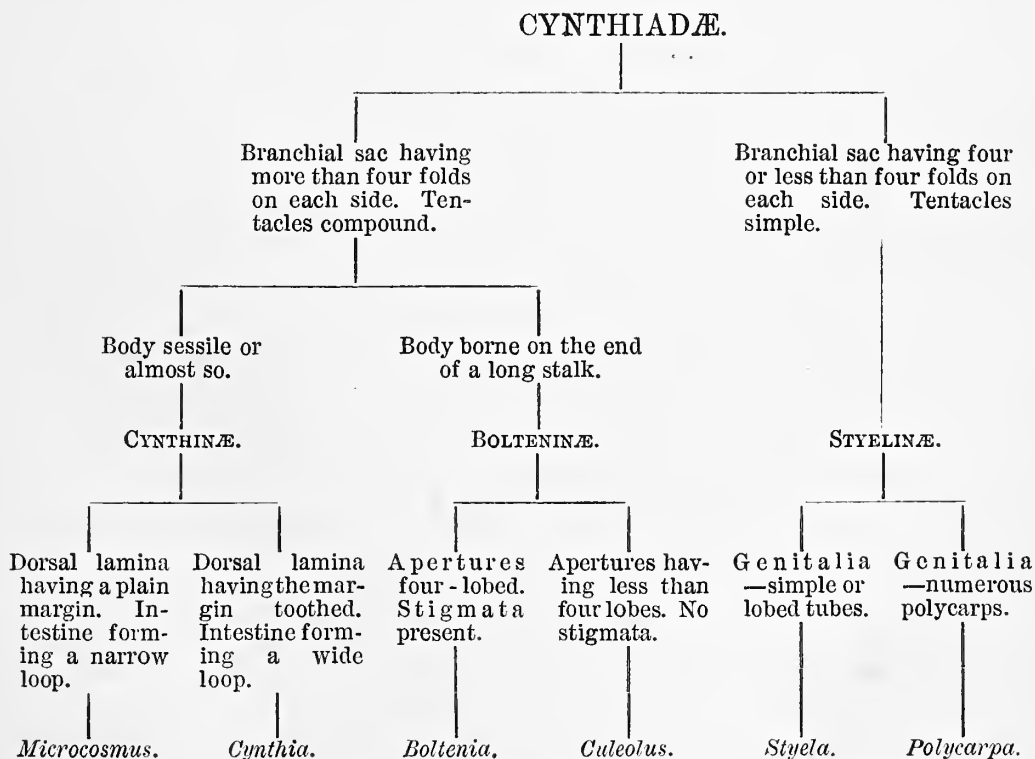 CYNTHIADÆ.
Branchial sac having
more than four folds
on each side. Ten-
tacles compound.
Branchial sac having four
or less than four folds on
each side. Tentacles
simple.
Body sessile or
almost so.
Body borne on the end
of a long stalk.
CYNTHINÆ.
BOLTENINÆ.
STYELINÆ.
Dorsal lamina
having a plain
margin. In-
testine form-
ing a narrow
loop.
Dorsal lamina
having the mar-
gin toothed.
Intestine form-
ing a wide
loop.
Apertures
four-lobed.
Stigmata
present.
Apertures hav-
ing less than
four lobes. No
stigmata.
Genitalia
—simple or
lobed tubes.
Genitalia
—numerous
polycarps.
Microcosmus.
Cynthia.
Boltenia.
Culeolus.
Styela.
Polycarpa.